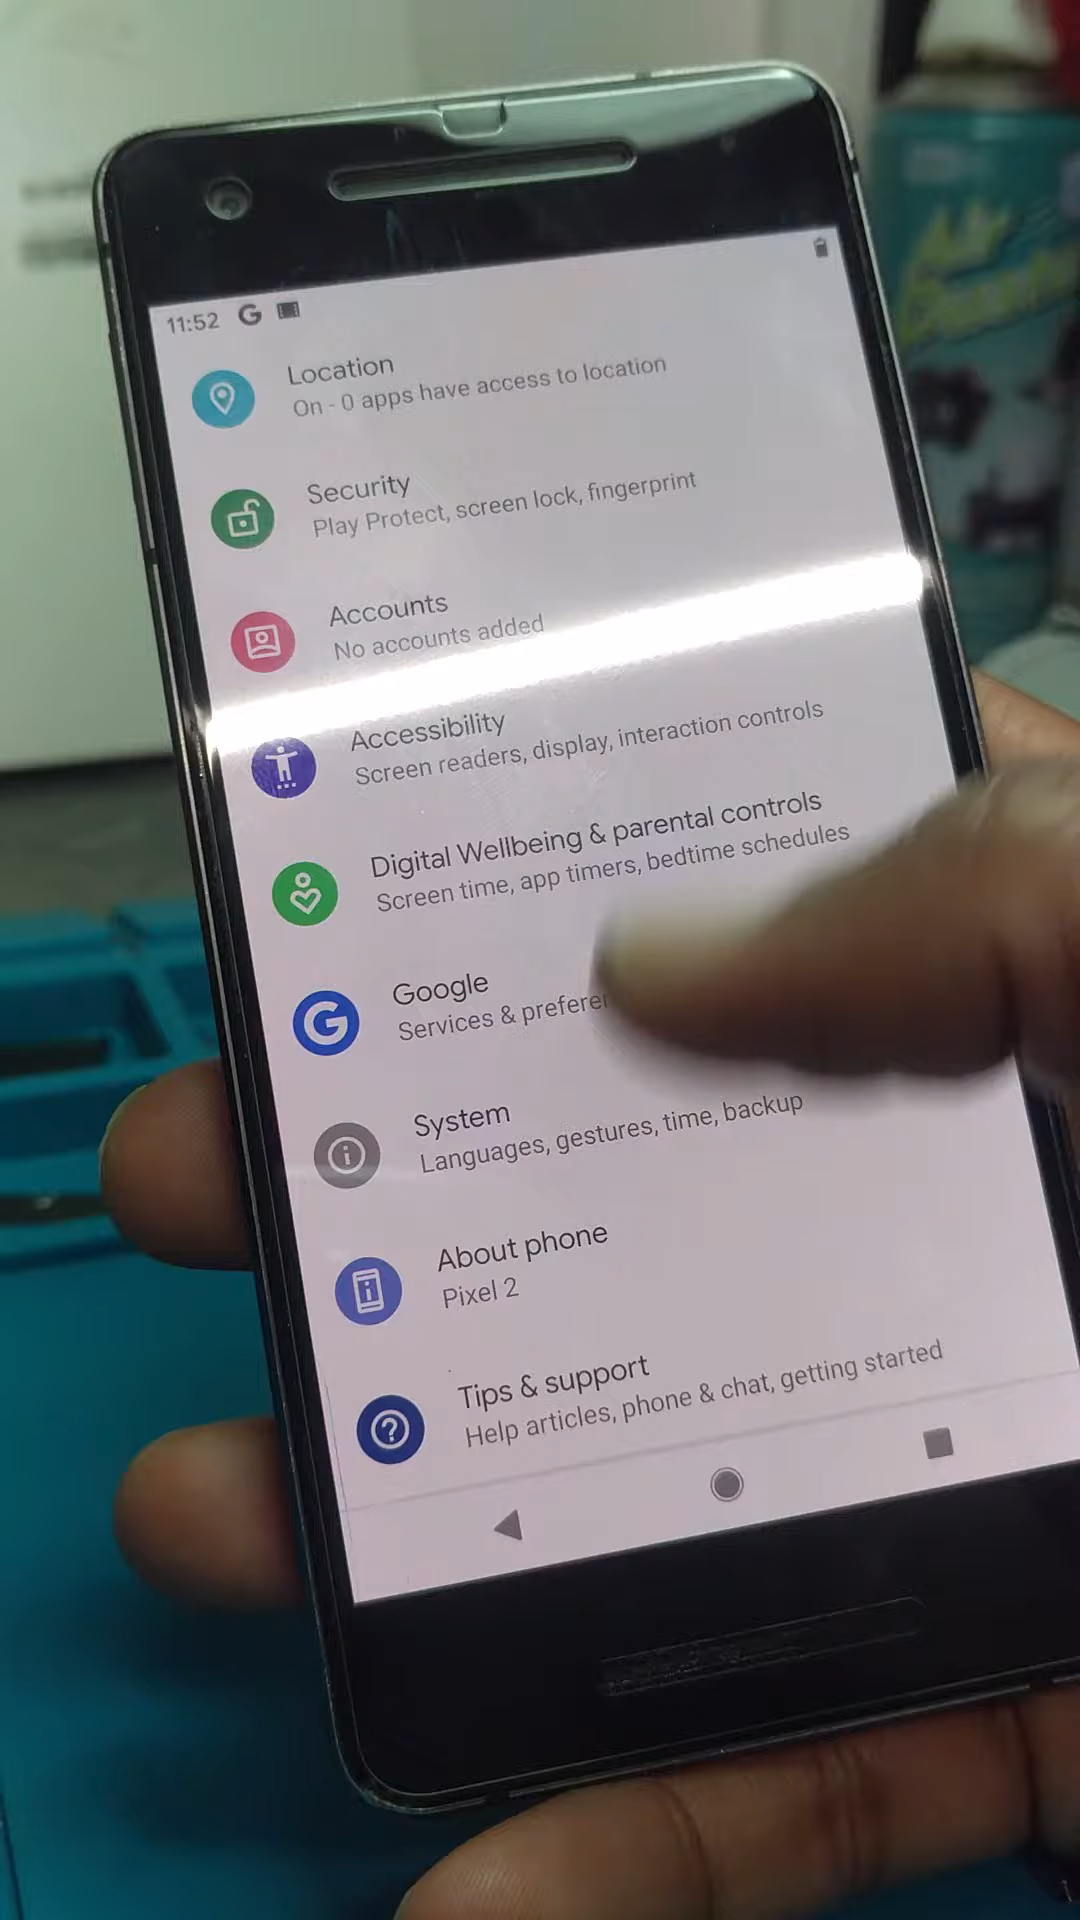 11:52
Location
On - 0 apps have access to location
Security
Play Protect, screen lock, fingerprint
Accounts
No accounts added
Accessibility
Screen readers, display, interaction controls
Digital Wellbeing & parental controls
Screen time, app timers, bedtime schedules
Google
Services &
System
Languages, gestures, time, backup
About phone
Pixel 2
Tips & support
Help articles, phone & chat, getting started